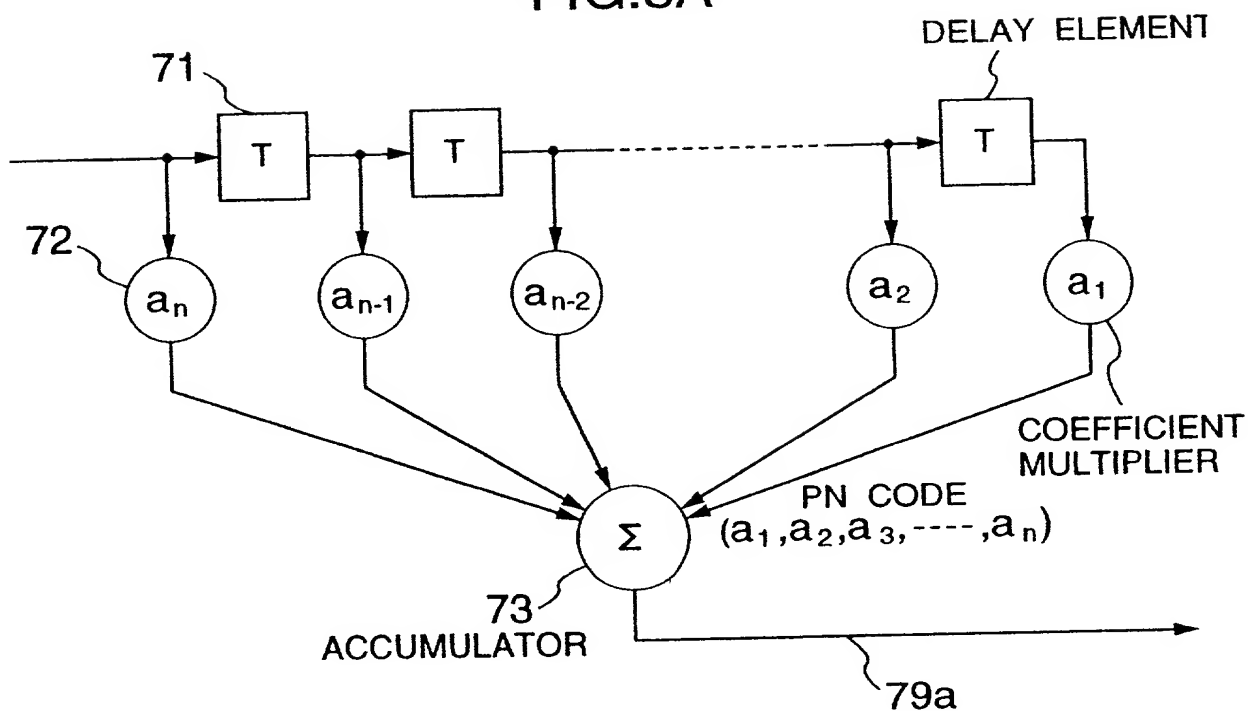 DELAY ELEMENT
71
T
T
T
72
an
an-1
an-2
a2
a1
COEFFICIENT
MULTIPLIER
PN CODE
(a1,a2,a3,----,an)
Σ
73
ACCUMULATOR
79a